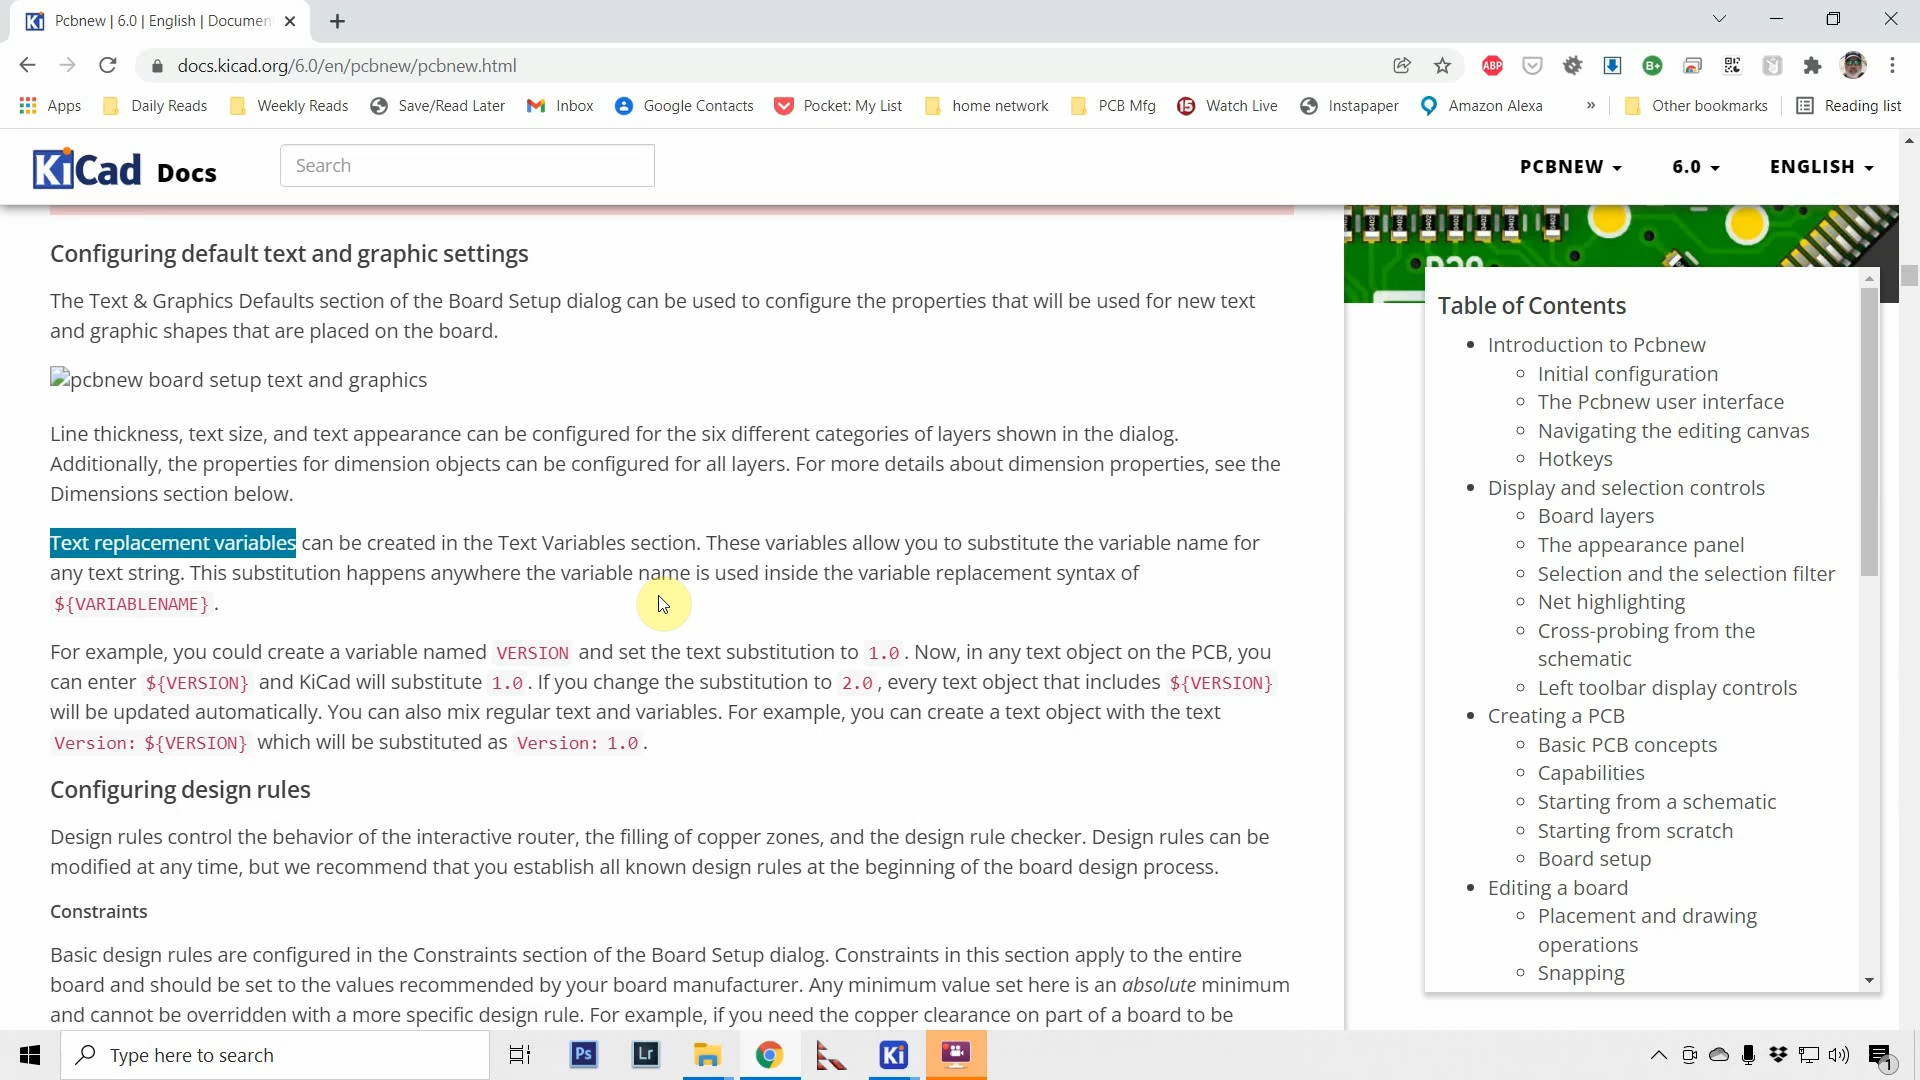 Pcbnew | 6.0 | English | Documen
docs.kicad.org/6.0/en/pcbnew/pcbnew.html
ABP
B+
Apps
Daily Reads
Weekly Reads
Save/Read Later
Inbox
Google Contacts
Pocket: My List
home network
PCB Mfg
15
Watch Live
Instapaper
Amazon Alexa
»
Other bookmarks
Reading list
KiCad Docs
Search
PCBNEW
6.0
ENGLISH
Configuring default text and graphic settings
The Text & Graphics Defaults section of the Board Setup dialog can be used to configure the properties that will be used for new text
and graphic shapes that are placed on the board.
pcbnew board setup text and graphics
Line thickness, text size, and text appearance can be configured for the six different categories of layers shown in the dialog.
Additionally, the properties for dimension objects can be configured for all layers. For more details about dimension properties, see the
Dimensions section below.
Text replacement variables can be created in the Text Variables section. These variables allow you to substitute the variable name for
any text string. This substitution happens anywhere the variable name is used inside the variable replacement syntax of
${VARIABLENAME} .
For example, you could create a variable named VERSION and set the text substitution to 1.0 . Now, in any text object on the PCB, you
can enter ${VERSION} and KiCad will substitute 1.0 . If you change the substitution to 2.0 , every text object that includes ${VERSION}
will be updated automatically. You can also mix regular text and variables. For example, you can create a text object with the text
Version: ${VERSION} which will be substituted as Version: 1.0 .
Configuring design rules
Design rules control the behavior of the interactive router, the filling of copper zones, and the design rule checker. Design rules can be
modified at any time, but we recommend that you establish all known design rules at the beginning of the board design process.
Constraints
Basic design rules are configured in the Constraints section of the Board Setup dialog. Constraints in this section apply to the entire
board and should be set to the values recommended by your board manufacturer. Any minimum value set here is an absolute minimum
and cannot be overridden with a more specific design rule. For example, if you need the copper clearance on part of a board to be
Table of Contents
Introduction to Pcbnew
Initial configuration
The Pcbnew user interface
Navigating the editing canvas
Hotkeys
Display and selection controls
Board layers
The appearance panel
Selection and the selection filter
Net highlighting
Cross-probing from the
schematic
Left toolbar display controls
Creating a PCB
Basic PCB concepts
Capabilities
Starting from a schematic
Starting from scratch
Board setup
Editing a board
Placement and drawing
operations
Snapping
Type here to search
Ps
Lr
Ki
1